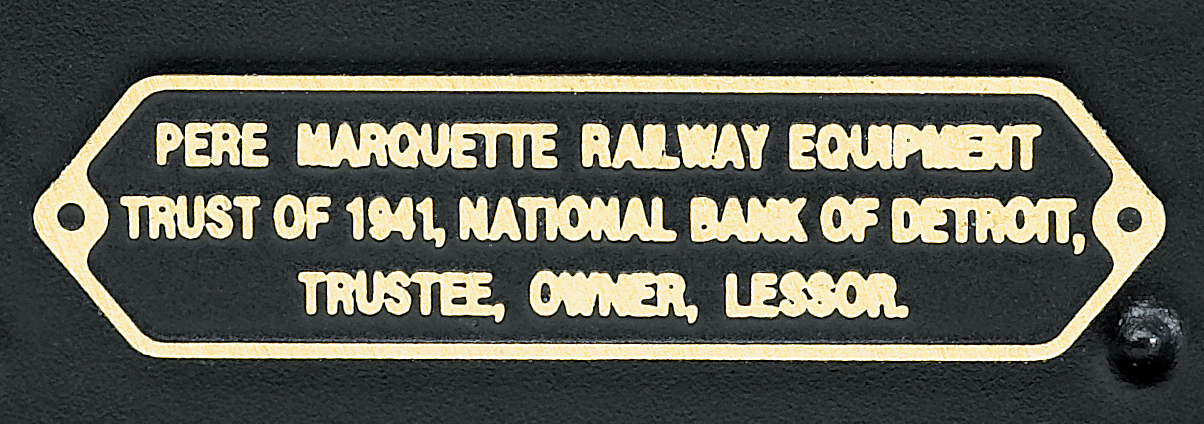 PERE MARQUETTE RAILWAY EQUIPMENT
TRUST OF 1941, NATIONAL BANK OF DETROIT,
TRUSTEE, OWNER, LESSOR.